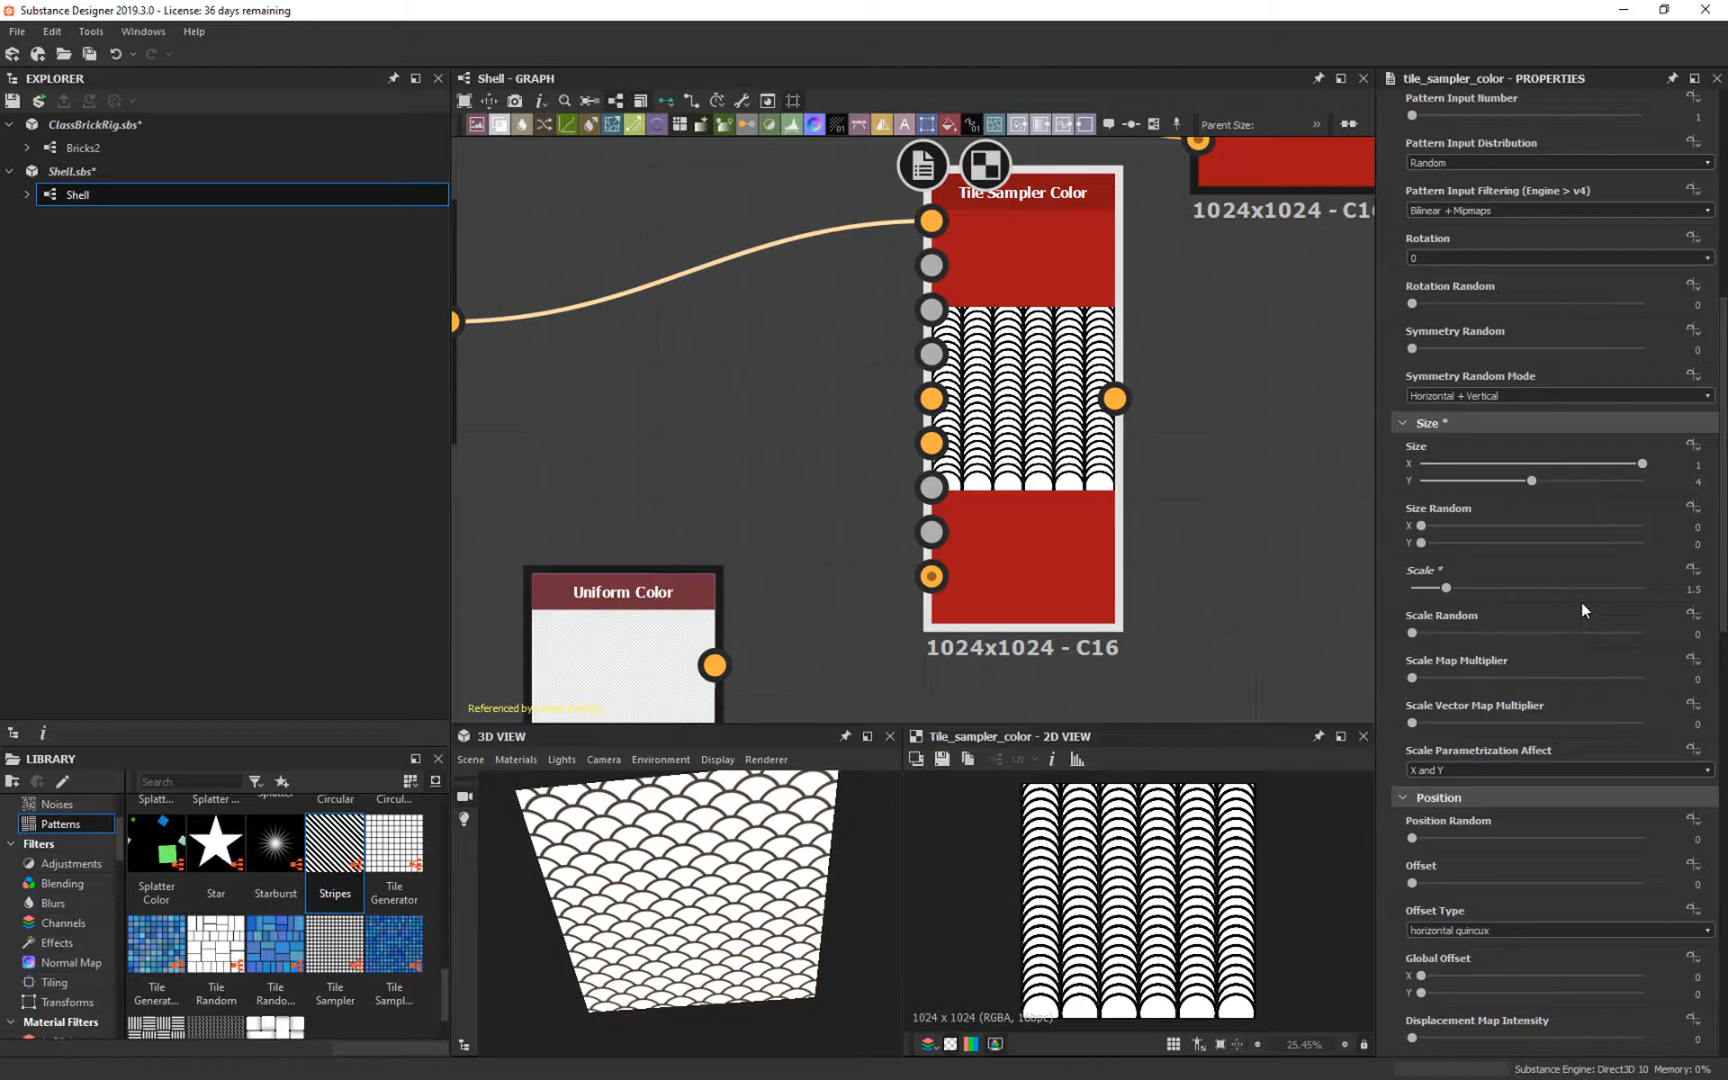 Substance Designer 2019.3.0 - License: 36 days remaining
File Edit Tools Windows Help
EXPLORER
ClassBrickRig.sbs*
Bricks2
Shell.sbs*
Shell
Shell - GRAPH
Parent Size:
Tile Sampler Color
1024x1024 - C1
1024x1024 - C16
Uniform Color
Referenced by
LIBRARY
Search
Noises
Patterns
Filters
Adjustments
Blending
Blurs
Channels
Effects
Normal Map
Tiling
Transforms
Material Filters
Splatt... Splatter ... Splatter Circular Circul...
Splatter Color
Star
Starburst
Stripes
Tile Generator
Tile Generat...
Tile Random
Tile Rando...
Tile Sampler
Tile Sampl...
3D VIEW
Scene Materials Lights Camera Environment Display Renderer
Tile_sampler_color - 2D VIEW
UV
1024 x 1024 (RGBA, 16bpc)
25.45%
tile_sampler_color - PROPERTIES
Pattern Input Number
1
Pattern Input Distribution
Random
Pattern Input Filtering (Engine > v4)
Bilinear + Mipmaps
Rotation
0
Rotation Random
0
Symmetry Random
0
Symmetry Random Mode
Horizontal + Vertical
Size *
Size
X 1
Y 4
Size Random
X 0
Y 0
Scale *
1.5
Scale Random
0
Scale Map Multiplier
0
Scale Vector Map Multiplier
0
Scale Parametrization Affect
X and Y
Position
Position Random
0
Offset
0
Offset Type
horizontal quincux
Global Offset
X 0
Y 0
Displacement Map Intensity
0
Substance Engine: Direct3D 10 Memory: 0%